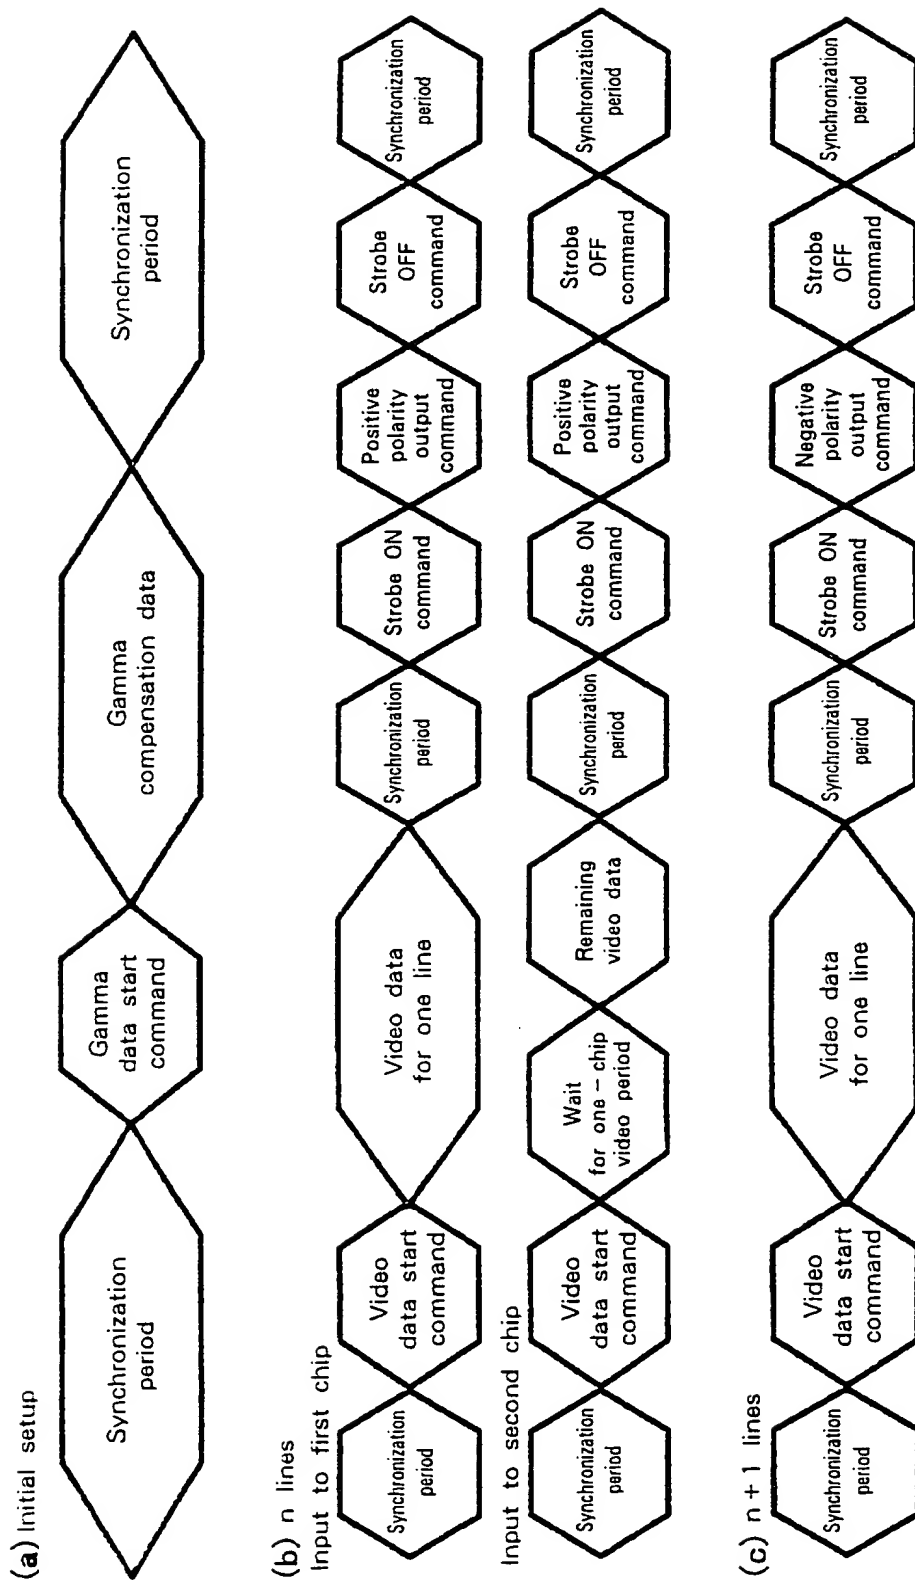 (a) Initial setup
Synchronization
period
Gamma
data start
command
Gamma
compensation data
Synchronization
period
(b) n lines
Input to first chip
Synchronization
period
Video
data start
command
Video data
for one line
Synchronization
period
Strobe ON
command
Positive
polarity
output
command
Strobe
OFF
command
Synchronization
period
Input to second chip
Synchronization
period
Video
data start
command
Wait
for one-chip
video period
Remaining
video data
Synchronization
period
Strobe ON
command
Positive
polarity
output
command
Strobe
OFF
command
Synchronization
period
(c) n + 1 lines
Synchronization
period
Video
data start
command
Video data
for one line
Synchronization
period
Strobe ON
command
Negative
polarity
output
command
Strobe
OFF
command
Synchronization
period